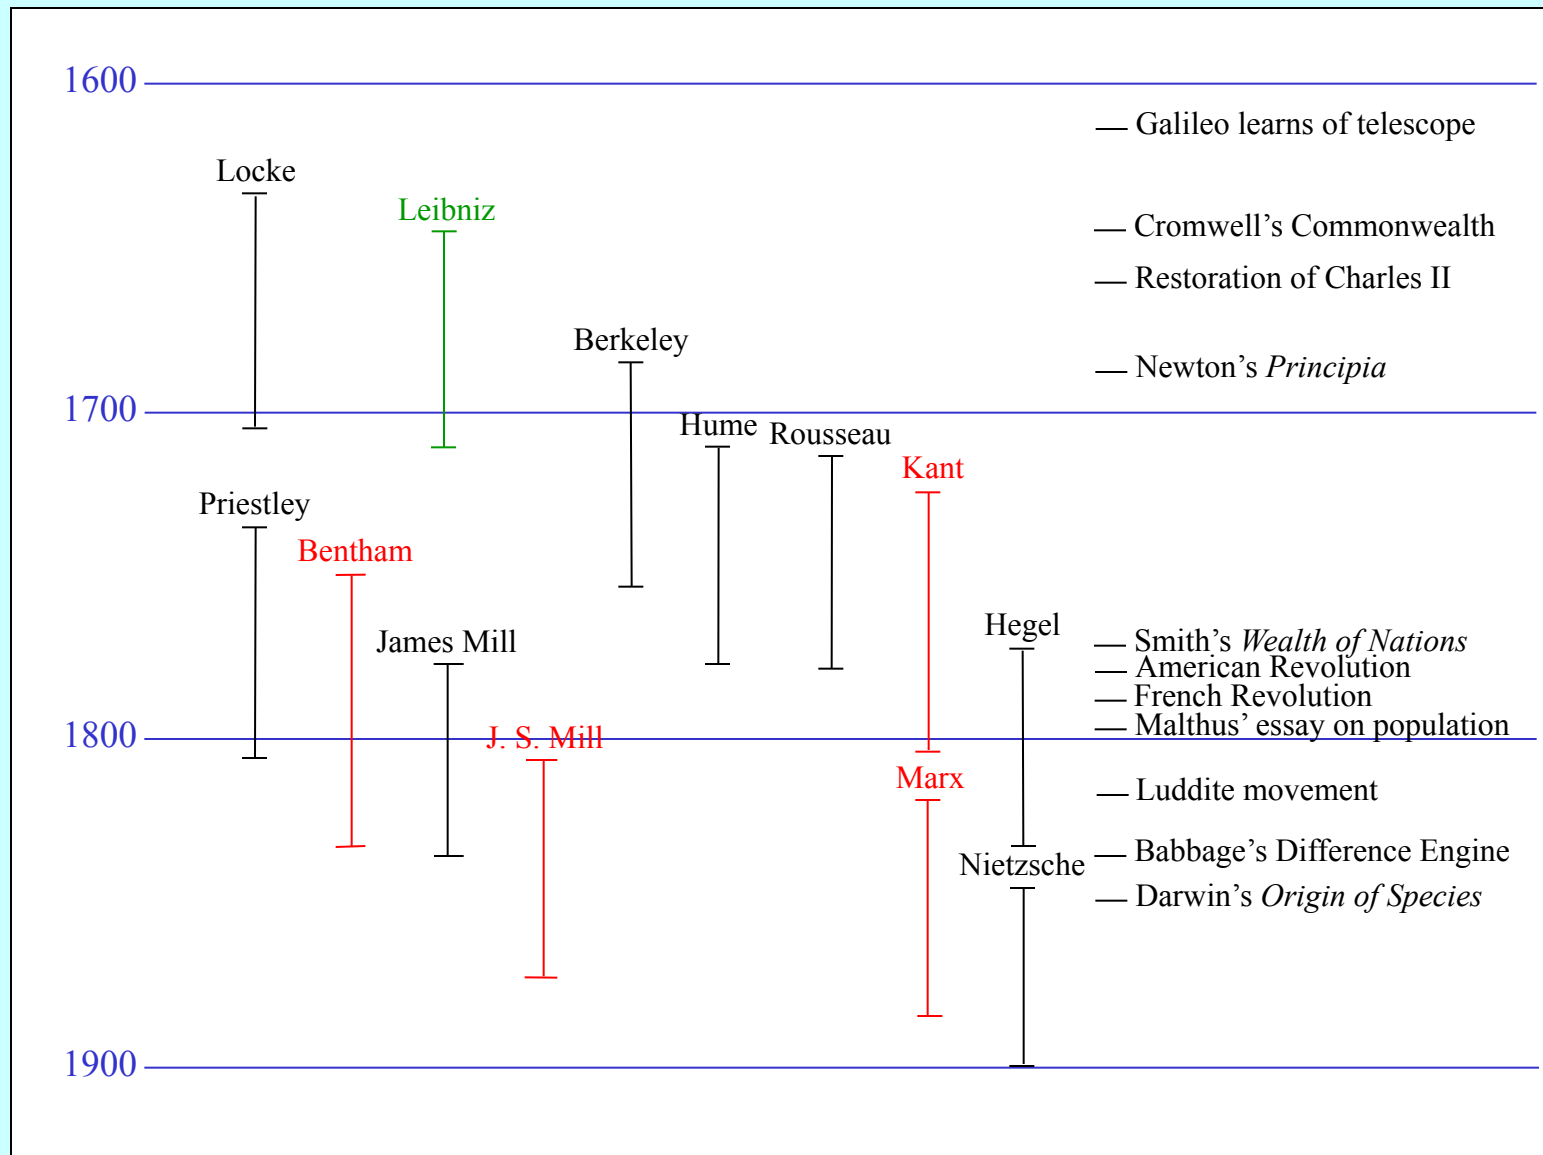 1600
Galileo learns of telescope
Locke
Leibniz
Cromwell’s Commonwealth
Restoration of Charles II
Berkeley
Newton’s Principia
1700
Hume
Rousseau
Kant
Priestley
Bentham
James Mill
Hegel
Smith’s Wealth of Nations
American Revolution
French Revolution
Malthus’ essay on population
1800
J. S. Mill
Marx
Luddite movement
Babbage’s Difference Engine
Nietzsche
Darwin’s Origin of Species
1900